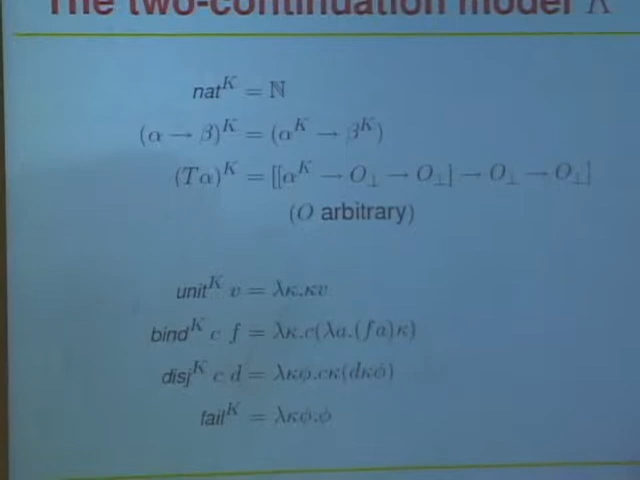 The two-continuation model K
nat^K = ℕ
(α → β)^K = (α^K → β^K)
(Tα)^K = [[α^K → O_⊥ → O_⊥] → O_⊥ → O_⊥]
(O arbitrary)
unit^K v = λκ.κv
bind^K c f = λκ.c(λa.(fa)κ)
disj^K c d = λκφ.cκ(dκφ)
fail^K = λκφ.φ